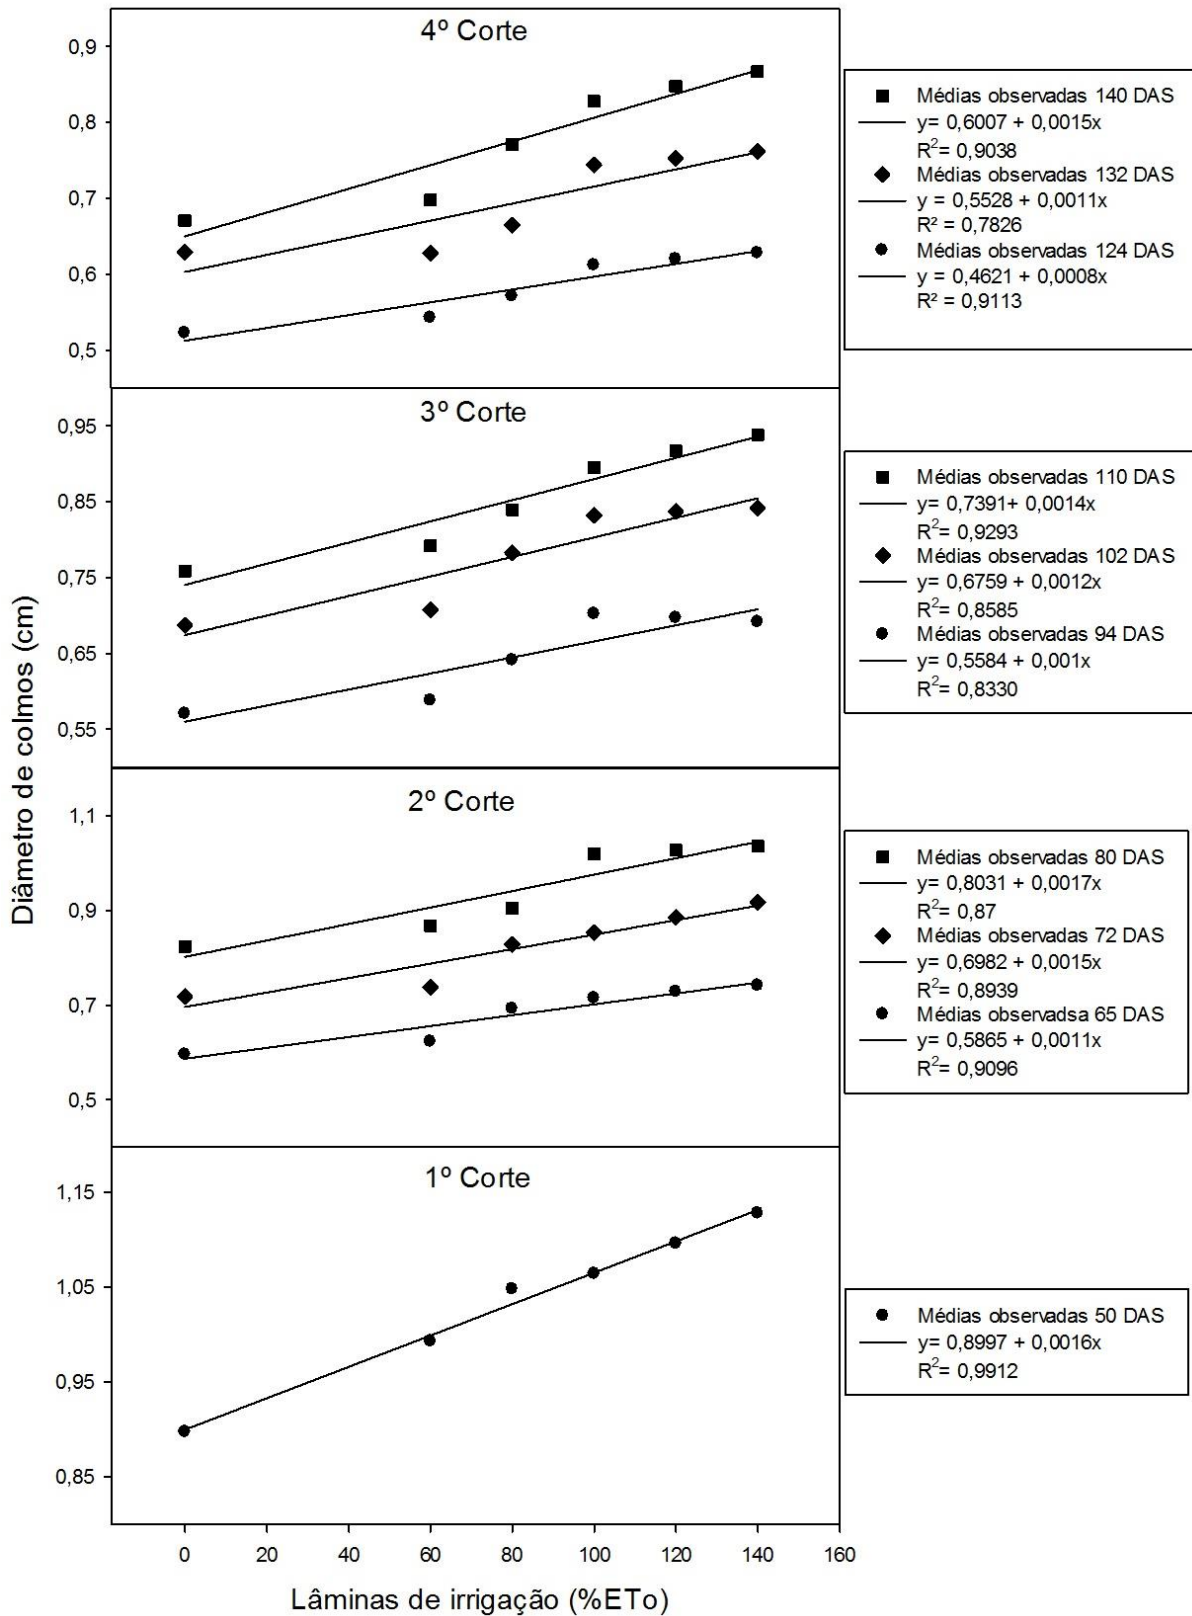 Diâmetro de colmos (cm)
4º Corte
0,9
0,8
0,7
0,6
0,5
Médias observadas 140 DAS
y= 0,6007 + 0,0015x
R²= 0,9038
Médias observadas 132 DAS
y = 0,5528 + 0,0011x
R² = 0,7826
Médias observadas 124 DAS
y = 0,4621 + 0,0008x
R² = 0,9113
3º Corte
0,95
0,85
0,75
0,65
0,55
Médias observadas 110 DAS
y= 0,7391+ 0,0014x
R²= 0,9293
Médias observadas 102 DAS
y= 0,6759 + 0,0012x
R²= 0,8585
Médias observadas 94 DAS
y= 0,5584 + 0,001x
R²= 0,8330
2º Corte
1,1
0,9
0,7
0,5
Médias observadas 80 DAS
y= 0,8031 + 0,0017x
R²= 0,87
Médias observadas 72 DAS
y= 0,6982 + 0,0015x
R²= 0,8939
Médias observadsa 65 DAS
y= 0,5865 + 0,0011x
R²= 0,9096
1º Corte
1,15
1,05
0,95
0,85
Médias observadas 50 DAS
y= 0,8997 + 0,0016x
R²= 0,9912
0 20 40 60 80 100 120 140 160
Lâminas de irrigação (%ETo)